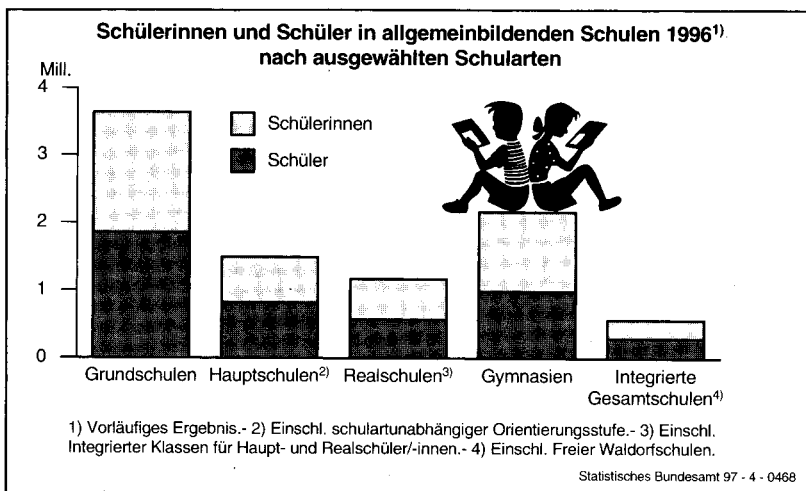 Schülerinnen und Schüler in allgemeinbildenden Schulen 1996¹⁾
nach ausgewählten Schularten
Mill.
4
3
2
1
0
Schülerinnen
Schüler
Grundschulen
Hauptschulen²⁾
Realschulen³⁾
Gymnasien
Integrierte
Gesamtschulen⁴⁾
1) Vorläufiges Ergebnis.- 2) Einschl. schulartunabhängiger Orientierungsstufe.- 3) Einschl.
Integrierter Klassen für Haupt- und Realschüler/-innen.- 4) Einschl. Freier Waldorfschulen.
Statistisches Bundesamt 97 - 4 - 0468